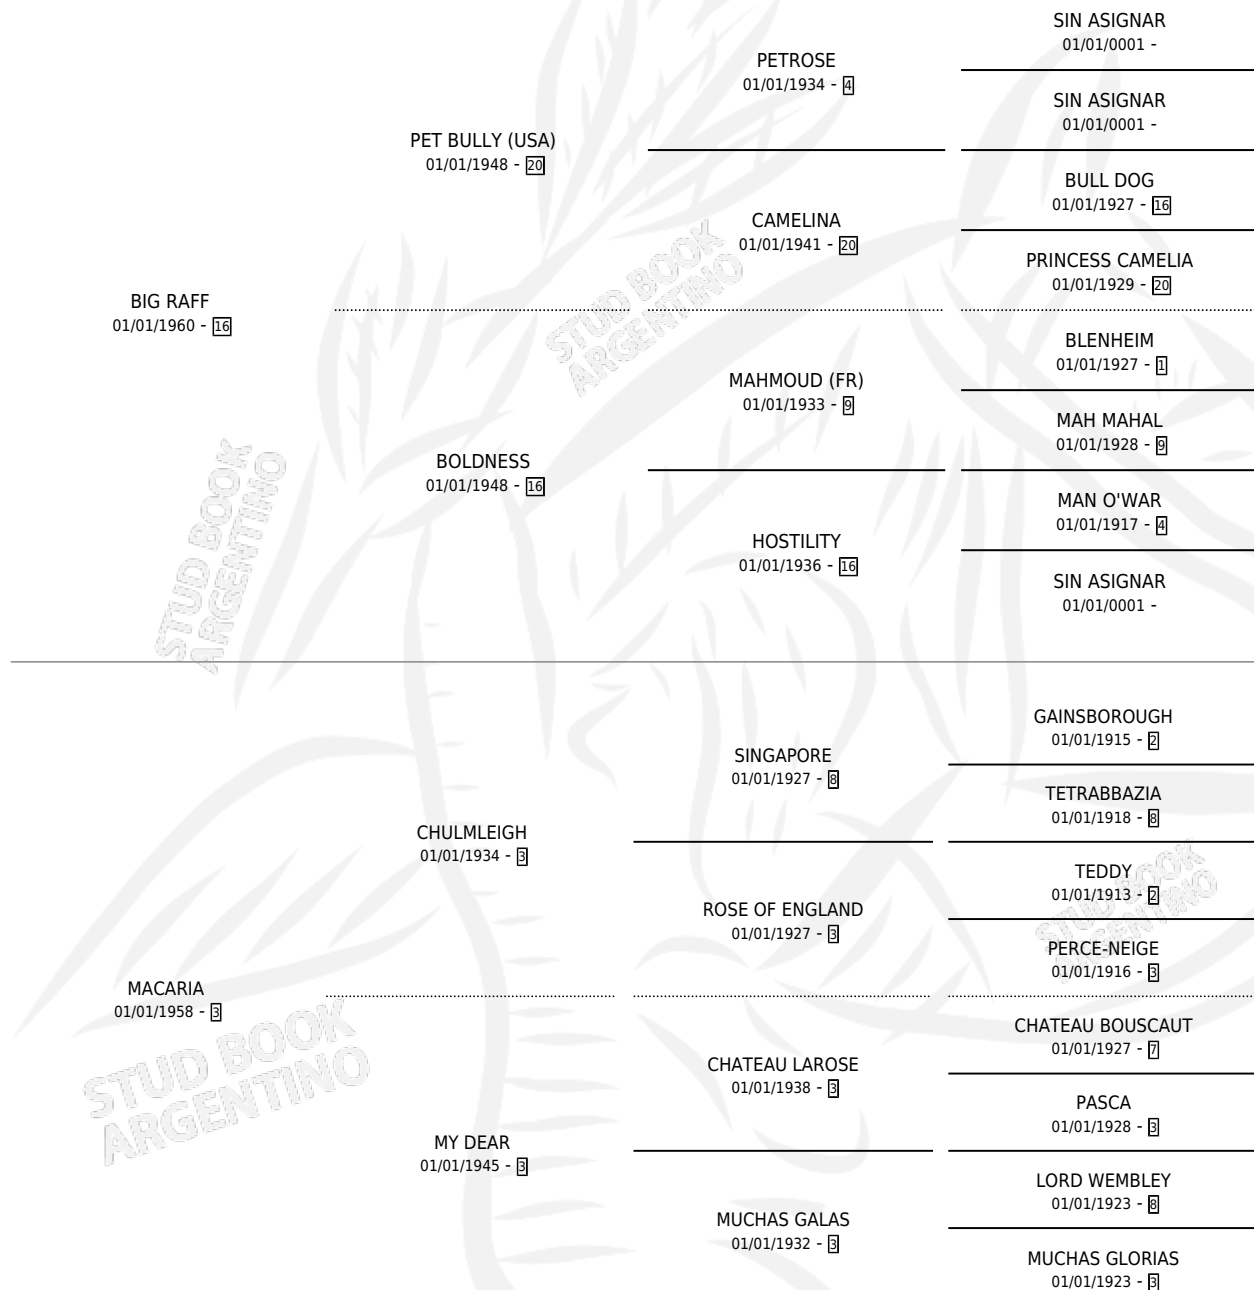 SIN ASIGNAR
01/01/0001 -
PETROSE
01/01/1934 - 4
SIN ASIGNAR
01/01/0001 -
PET BULLY (USA)
01/01/1948 - 20
BULL DOG
01/01/1927 - 16
CAMELINA
01/01/1941 - 20
PRINCESS CAMELIA
01/01/1929 - 20
BIG RAFF
01/01/1960 - 16
STUD BOOK
ARGENTINO
BLENHEIM
01/01/1927 - 1
MAHMOUD (FR)
01/01/1933 - 9
MAH MAHAL
01/01/1928 - 9
BOLDNESS
01/01/1948 - 16
MAN O'WAR
01/01/1917 - 4
HOSTILITY
01/01/1936 - 16
SIN ASIGNAR
01/01/0001 -
STUD BOOK
ARGENTINO
GAINSBOROUGH
01/01/1915 - 2
SINGAPORE
01/01/1927 - 8
TETRABBAZIA
01/01/1918 - 8
CHULMLEIGH
01/01/1934 - 3
TEDDY
01/01/1913 - 2
ROSE OF ENGLAND
01/01/1927 - 3
PERCE-NEIGE
01/01/1916 - 3
STUD BOOK
ARGENTINO
MACARIA
01/01/1958 - 3
CHATEAU BOUSCAUT
01/01/1927 - 7
CHATEAU LAROSE
01/01/1938 - 3
PASCA
01/01/1928 - 3
STUD BOOK
ARGENTINO
MY DEAR
01/01/1945 - 3
LORD WEMBLEY
01/01/1923 - 8
MUCHAS GALAS
01/01/1932 - 3
MUCHAS GLORIAS
01/01/1923 - 3